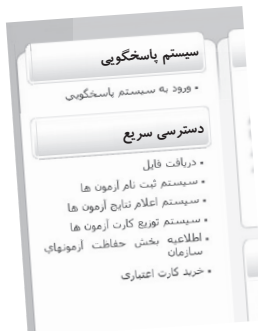 سیستم پاسخگویی
• ورود به سیستم پاسخگویی
دسترسی سریع
• دریافت فایل
• سیستم ثبت نام آزمون ها
• سیستم اعلام نتایج آزمون ها
• سیستم توزیع کارت آزمون ها
• اطلاعیه بخش حفاظت آزمونهای
سازمان
• خرید کارت اعتباری